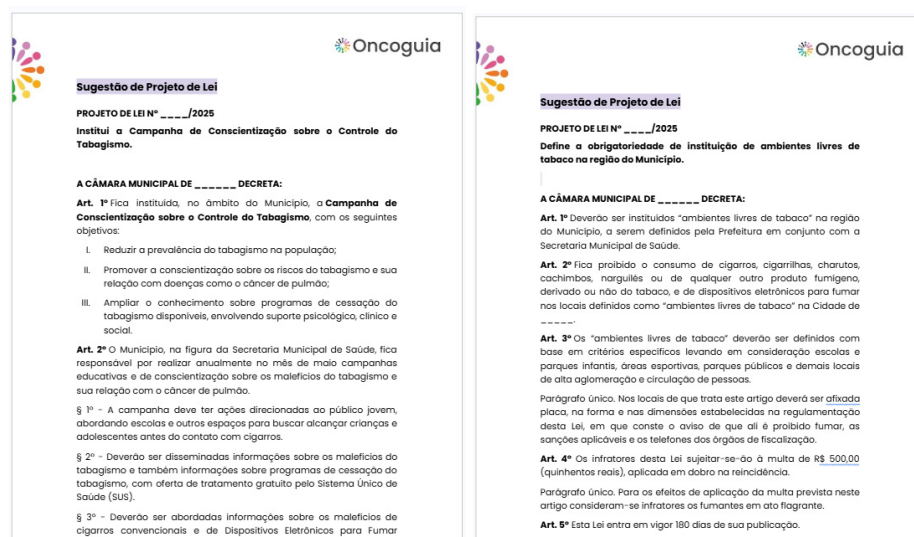 Oncoguia
Sugestão de Projeto de Lei
PROJETO DE LEI Nº ____/2025
Institui a Campanha de Conscientização sobre o Controle do
Tabagismo.
A CÂMARA MUNICIPAL DE ______ DECRETA:
Art. 1º Fica instituída, no âmbito do Município, a Campanha de
Conscientização sobre o Controle do Tabagismo, com os seguintes
objetivos:
I. Reduzir a prevalência do tabagismo na população;
II. Promover a conscientização sobre os riscos do tabagismo e sua
relação com doenças como o câncer de pulmão;
III. Ampliar o conhecimento sobre programas de cessação do
tabagismo disponíveis, envolvendo suporte psicológico, clínico e
social.
Art. 2º O Município, na figura da Secretaria Municipal de Saúde, fica
responsável por realizar anualmente no mês de maio campanhas
educativas e de conscientização sobre os malefícios do tabagismo e
sua relação com o câncer de pulmão.
§ 1º - A campanha deve ter ações direcionadas ao público jovem,
abordando escolas e outros espaços para buscar alcançar crianças e
adolescentes antes do contato com cigarros.
§ 2º - Deverão ser disseminadas informações sobre os malefícios do
tabagismo e também informações sobre programas de cessação do
tabagismo, com oferta de tratamento gratuito pelo Sistema Único de
Saúde (SUS).
§ 3º - Deverão ser abordadas informações sobre os malefícios de
cigarros convencionais e de Dispositivos Eletrônicos para Fumar
Oncoguia
Sugestão de Projeto de Lei
PROJETO DE LEI Nº ____/2025
Define a obrigatoriedade de instituição de ambientes livres de
tabaco na região do Município.
A CÂMARA MUNICIPAL DE ______ DECRETA:
Art. 1º Deverão ser instituídos “ambientes livres de tabaco” na região
do Município, a serem definidos pela Prefeitura em conjunto com a
Secretaria Municipal de Saúde.
Art. 2º Fica proibido o consumo de cigarros, cigarrilhas, charutos,
cachimbos, narguilés ou de qualquer outro produto fumígeno,
derivado ou não do tabaco, e de dispositivos eletrônicos para fumar
nos locais definidos como “ambientes livres de tabaco” na Cidade de
_____.
Art. 3º Os “ambientes livres de tabaco” deverão ser definidos com
base em critérios específicos levando em consideração escolas e
parques infantis, áreas esportivas, parques públicos e demais locais
de alta aglomeração e circulação de pessoas.
Parágrafo único. Nos locais de que trata este artigo deverá ser afixada
placa, na forma e nas dimensões estabelecidas na regulamentação
desta Lei, em que conste o aviso de que ali é proibido fumar, as
sanções aplicáveis e os telefones dos órgãos de fiscalização.
Art. 4º Os infratores desta Lei sujeitar-se-ão à multa de R$ 500,00
(quinhentos reais), aplicada em dobro na reincidência.
Parágrafo único. Para os efeitos de aplicação da multa prevista neste
artigo consideram-se infratores os fumantes em ato flagrante.
Art. 5º Esta Lei entra em vigor 180 dias de sua publicação.